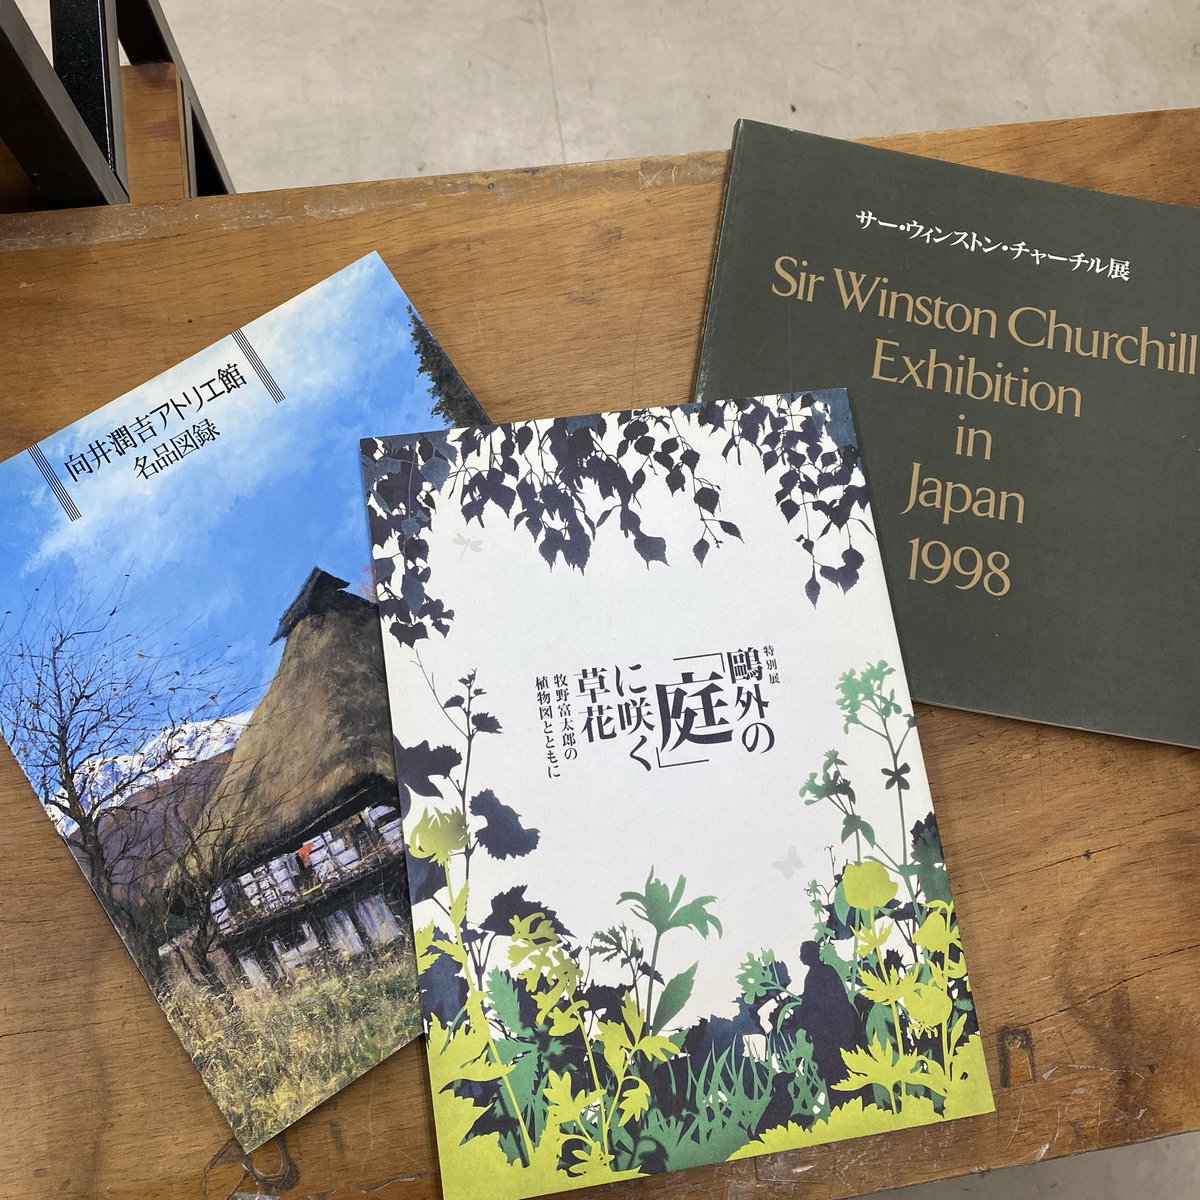 向井潤吉アトリエ館
名品図録
特別展
鷗外の
「庭」
に咲く
草花
牧野富太郎の
植物図とともに
サー・ウィンストン・チャーチル展
Sir Winston Churchill
Exhibition
in
Japan
1998